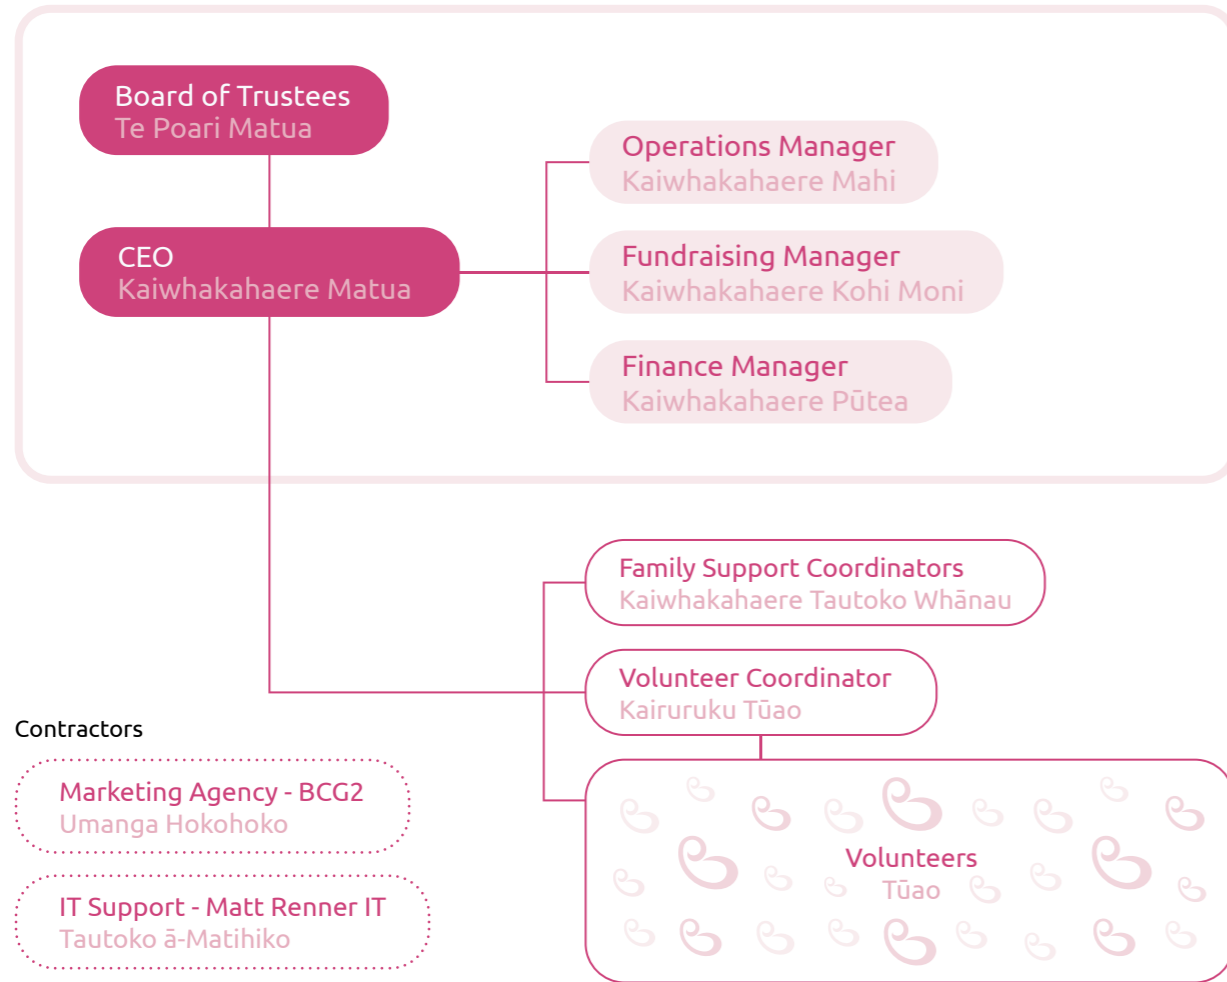 Board of Trustees
Te Poari Matua
CEO
Kaiwhakahaere Matua
Operations Manager
Kaiwhakahaere Mahi
Fundraising Manager
Kaiwhakahaere Kohi Moni
Finance Manager
Kaiwhakahaere Pūtea
Family Support Coordinators
Kaiwhakahaere Tautoko Whānau
Volunteer Coordinator
Kairuruku Tūao
Volunteers
Tūao
Contractors
Marketing Agency - BCG2
Umanga Hokohoko
IT Support - Matt Renner IT
Tautoko ā-Matihiko